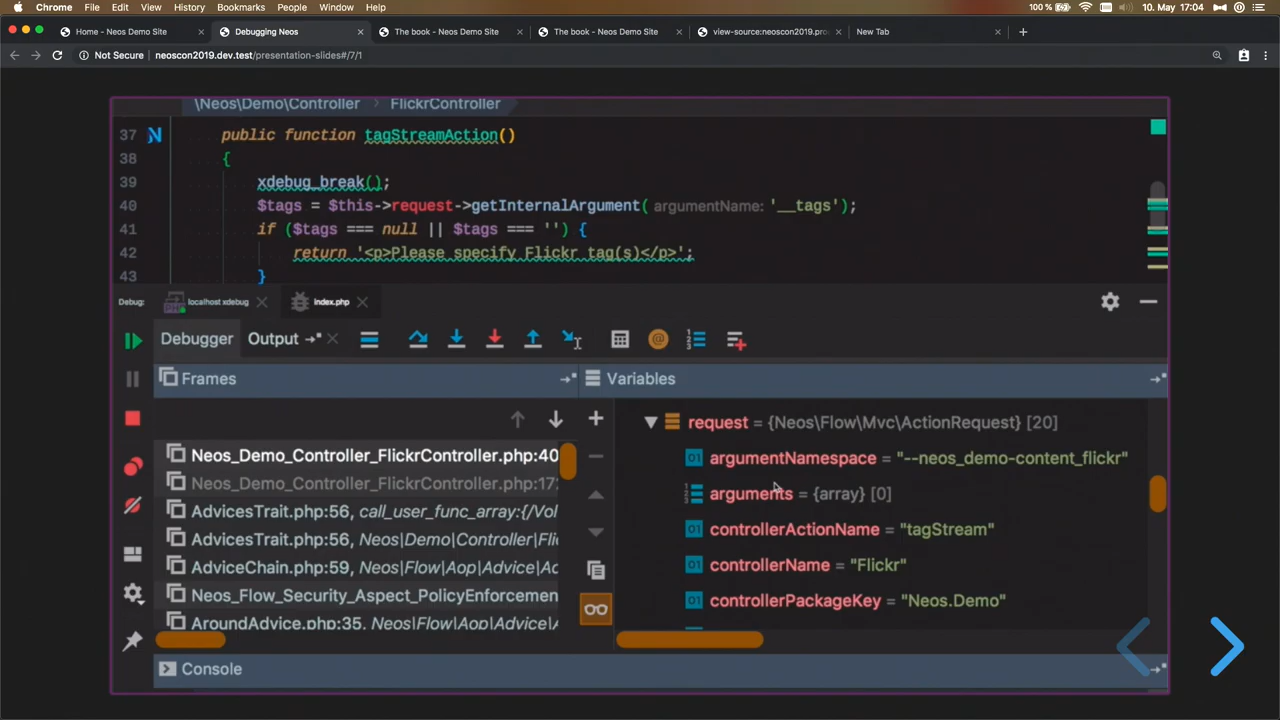 Chrome File Edit View History Bookmarks People Window Help 100 % 10. May 17:04
Home - Neos Demo Site Debugging Neos The book - Neos Demo Site The book - Neos Demo Site view-source:neoscon2019.pro New Tab
Not Secure neoscon2019.dev.test/presentation-slides#/7/1
\Neos\Demo\Controller FlickrController
37 public function tagStreamAction()
38 {
39 xdebug_break();
40 $tags = $this->request->getInternalArgument( argumentName: '__tags');
41 if ($tags === null || $tags === '') {
42 return '<p>Please specify Flickr tag(s)</p>';
43 }
Debug: localhost xdebug index.php
Debugger Output
Frames Variables
request = {Neos\Flow\Mvc\ActionRequest} [20]
Neos_Demo_Controller_FlickrController.php:40 argumentNamespace = "--neos_demo-content_flickr"
Neos_Demo_Controller_FlickrController.php:17 arguments = {array} [0]
AdvicesTrait.php:56, call_user_func_array:{/Vol controllerActionName = "tagStream"
AdvicesTrait.php:56, Neos|Demo|Controller|Flic
AdviceChain.php:59, Neos|Flow|Aop|Advice|Ad controllerName = "Flickr"
Neos_Flow_Security_Aspect_PolicyEnforcemen controllerPackageKey = "Neos.Demo"
AroundAdvice.php:35, Neos|Flow|Aop|Advice|A
Console